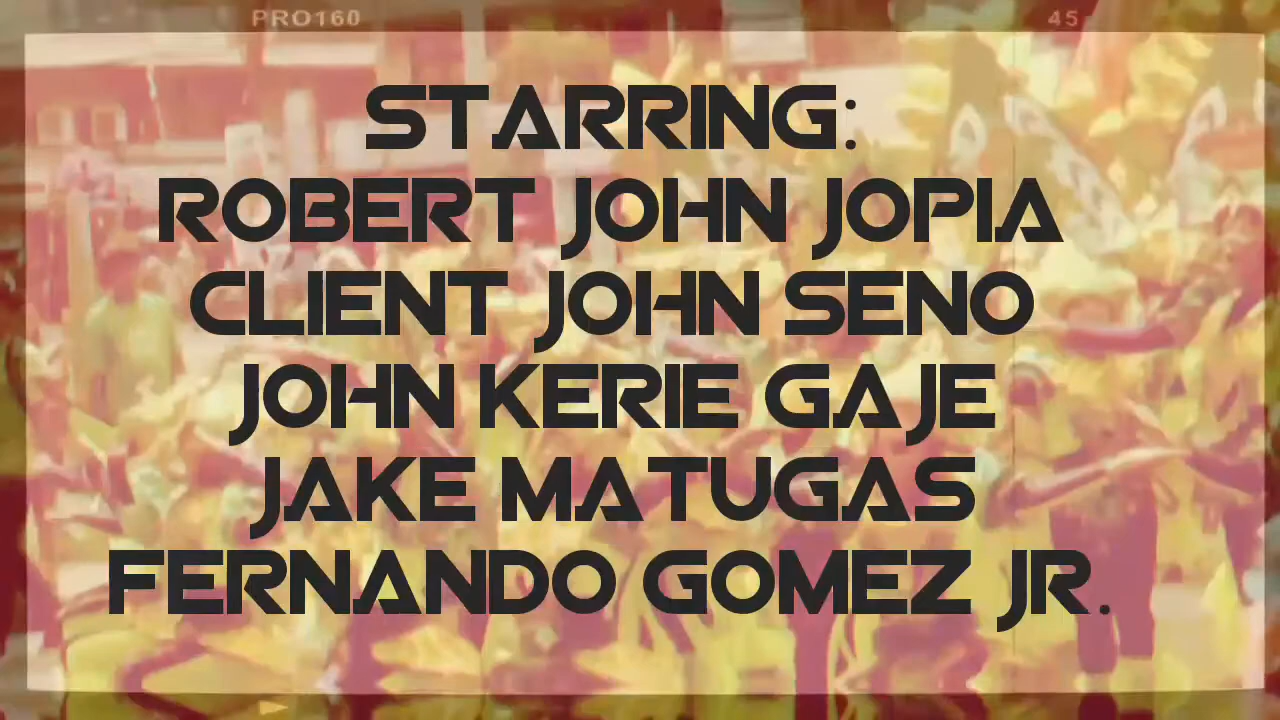 PRO160 45
STARRING:
ROBERT JOHN JOPIA
CLIENT JOHN SENO
JOHN KERIE GAJE
JAKE MATUGAS
FERNANDO GOMEZ JR.